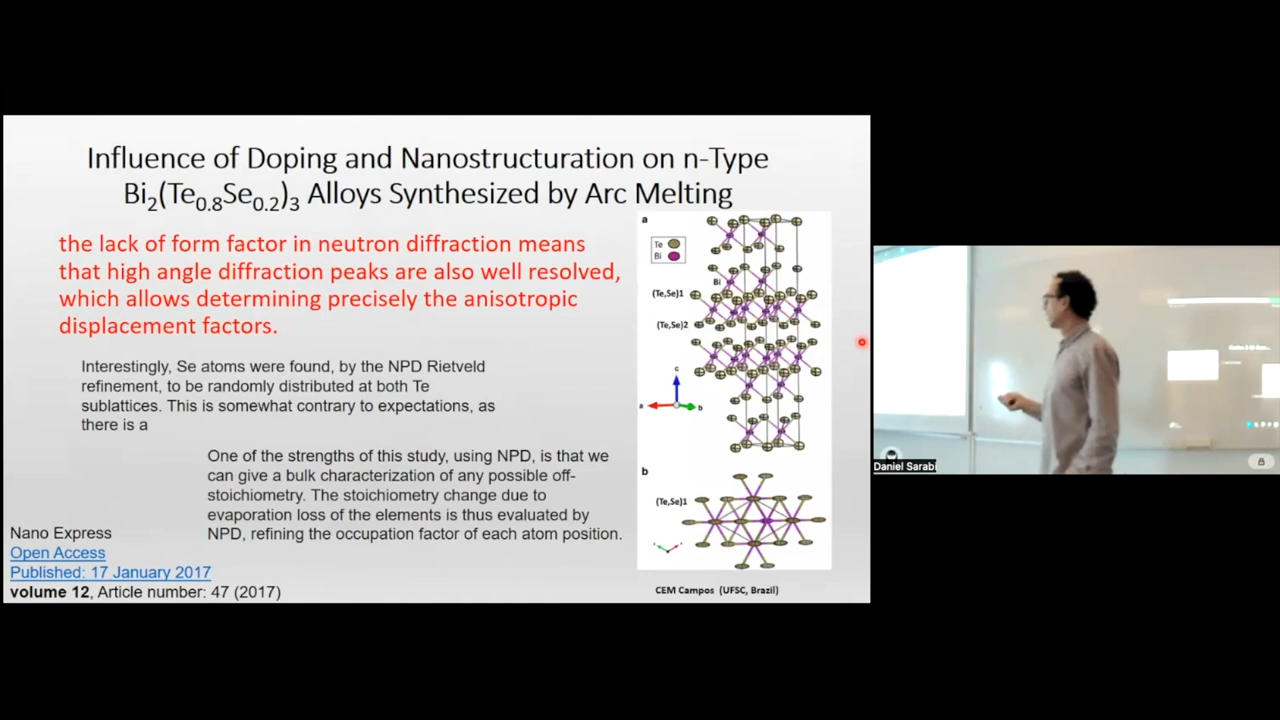 Influence of Doping and Nanostructuration on n-Type
Bi2(Te0.8Se0.2)3 Alloys Synthesized by Arc Melting
the lack of form factor in neutron diffraction means
that high angle diffraction peaks are also well resolved,
which allows determining precisely the anisotropic
displacement factors.
Interestingly, Se atoms were found, by the NPD Rietveld
refinement, to be randomly distributed at both Te
sublattices. This is somewhat contrary to expectations, as
there is a
One of the strengths of this study, using NPD, is that we
can give a bulk characterization of any possible off-
stoichiometry. The stoichiometry change due to
evaporation loss of the elements is thus evaluated by
NPD, refining the occupation factor of each atom position.
Nano Express
Open Access
Published: 17 January 2017
volume 12, Article number: 47 (2017)
a
Te
Bi
Bi
(Te,Se)1
(Te,Se)2
c
a
b
b
(Te,Se)1
CEM Campos (UFSC, Brazil)
Daniel Sarabi